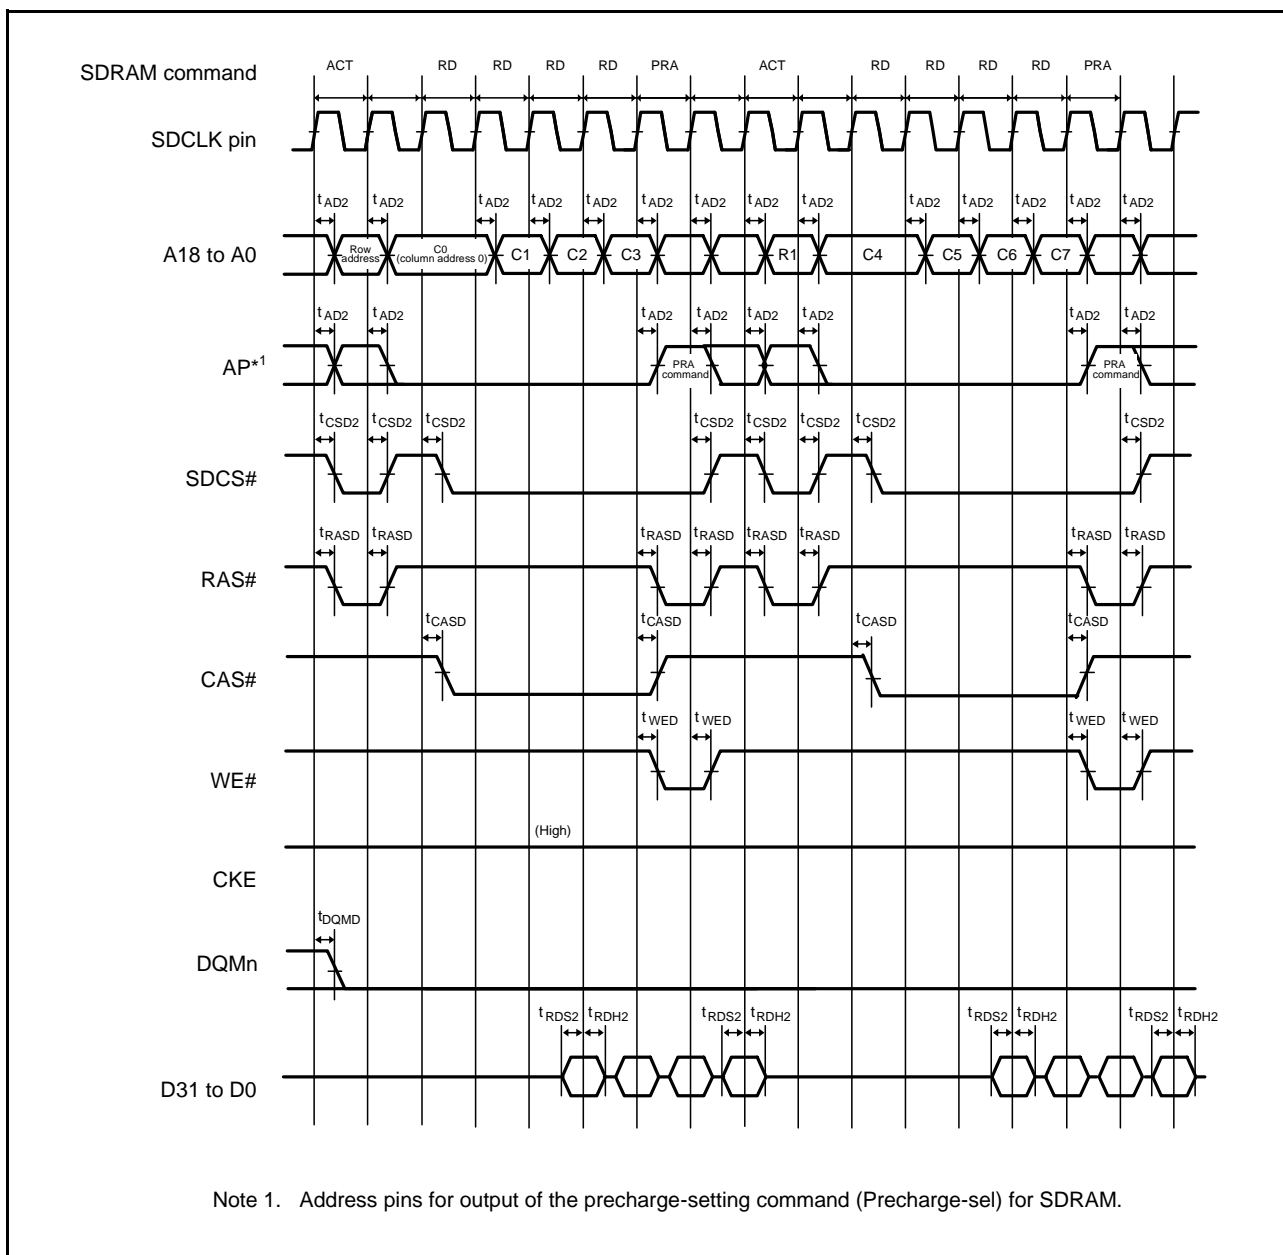 SDRAM command ACT RD RD RD RD PRA ACT RD RD RD RD PRA
SDCLK pin
tAD2 tAD2 tAD2 tAD2 tAD2 tAD2 tAD2 tAD2 tAD2 tAD2 tAD2 tAD2 tAD2 tAD2
A18 to A0 Row address C0 (column address 0) C1 C2 C3 R1 C4 C5 C6 C7
tAD2 tAD2 tAD2 tAD2 tAD2 tAD2 tAD2 tAD2
AP*1 PRA command PRA command
tCSD2 tCSD2 tCSD2 tCSD2 tCSD2 tCSD2 tCSD2 tCSD2
SDCS#
tRASD tRASD tRASD tRASD tRASD tRASD tRASD tRASD
RAS#
tCASD tCASD tCASD tCASD
CAS#
tWED tWED tWED tWED
WE#
(High)
CKE
tDQMD
DQMn
tRDS2 tRDH2 tRDS2 tRDH2 tRDS2 tRDH2 tRDS2 tRDH2
D31 to D0
Note 1. Address pins for output of the precharge-setting command (Precharge-sel) for SDRAM.